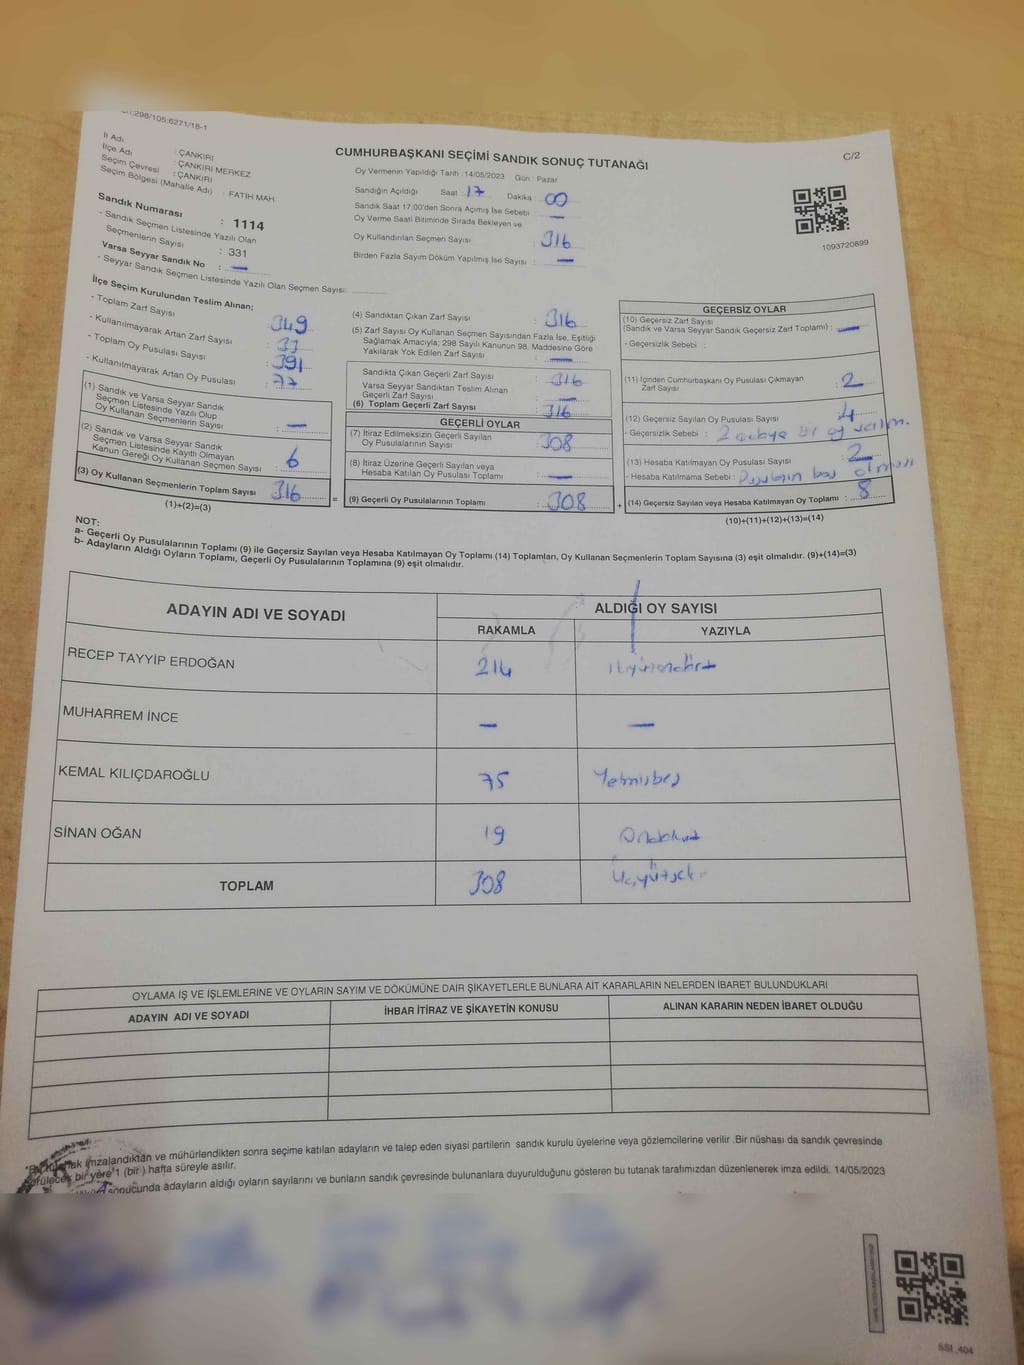 298/105;6271/18-1
C/2
CUMHURBAŞKANI SEÇİMİ SANDIK SONUÇ TUTANAĞI
İl Adı : ÇANKIRI
İlçe Adı : ÇANKIRI MERKEZ
Seçim Çevresi : ÇANKIRI
Seçim Bölgesi (Mahalle Adı) : FATİH MAH.
Oy Vermenin Yapıldığı Tarih :14/05/2023 Gün : Pazar
Sandığın Açıldığı Saat : 17 Dakika : 00
Sandık Saat 17.00'den Sonra Açımış İse Sebebi
Oy Verme Saati Bitiminde Sırada Bekleyen ve : —
Oy Kullandırılan Seçmen Sayısı : 316
Birden Fazla Sayım Döküm Yapılmış İse Sayısı : —
1093720899
Sandık Numarası : 1114
- Sandık Seçmen Listesinde Yazılı Olan
Seçmenlerin Sayısı : 331
Varsa Seyyar Sandık No : —
- Seyyar Sandık Seçmen Listesinde Yazılı Olan Seçmen Sayısı:
İlçe Seçim Kurulundan Teslim Alınan;
- Toplam Zarf Sayısı : 349
- Kullanılmayarak Artan Zarf Sayısı : 33
- Toplam Oy Pusulası Sayısı : 391
- Kullanılmayarak Artan Oy Pusulası : 77
(1) Sandık ve Varsa Seyyar Sandık
Seçmen Listesinde Yazılı Olup
Oy Kullanan Seçmenlerin Sayısı : —
(2) Sandık ve Varsa Seyyar Sandık
Seçmen Listesinde Kayıtlı Olmayan
Kanun Gereği Oy Kullanan Seçmen Sayısı : 6
(3) Oy Kullanan Seçmenlerin Toplam Sayısı 316
(1)+(2)=(3)
(4) Sandıktan Çıkan Zarf Sayısı : 316
(5) Zarf Sayısı Oy Kullanan Seçmen Sayısından Fazla İse, Eşitliği
Sağlamak Amacıyla; 298 Sayılı Kanunun 98. Maddesine Göre
Yakılarak Yok Edilen Zarf Sayısı : —
Sandıkta Çıkan Geçerli Zarf Sayısı : 316
Varsa Seyyar Sandıktan Teslim Alınan
Geçerli Zarf Sayısı : —
(6) Toplam Geçerli Zarf Sayısı : 316
GEÇERLİ OYLAR
(7) İtiraz Edilmeksizin Geçerli Sayılan
Oy Pusulalarının Sayısı : 308
(8) İtiraz Üzerine Geçerli Sayılan veya
Hesaba Katılan Oy Pusulası Toplamı : —
= (9) Geçerli Oy Pusulalarının Toplamı : 308
GEÇERSİZ OYLAR
(10) Geçersiz Zarf Sayısı
(Sandık ve Varsa Seyyar Sandık Geçersiz Zarf Toplamı) : —
- Geçersizlik Sebebi :
(11) İçinden Cumhurbaşkanı Oy Pusulası Çıkmayan
Zarf Sayısı : 2
(12) Geçersiz Sayılan Oy Pusulası Sayısı : 4
- Geçersizlik Sebebi : 2 bir oy
(13) Hesaba Katılmayan Oy Pusulası Sayısı : 2
- Hesaba Katılmama Sebebi : Pusulanın boş olması
+ (14) Geçersiz Sayılan veya Hesaba Katılmayan Oy Toplamı : 8
(10)+(11)+(12)+(13)=(14)
NOT:
a- Geçerli Oy Pusulalarının Toplamı (9) ile Geçersiz Sayılan veya Hesaba Katılmayan Oy Toplamı (14) Toplamları, Oy Kullanan Seçmenlerin Toplam Sayısına (3) eşit olmalıdır. (9)+(14)=(3)
b- Adayların Aldığı Oyların Toplamı, Geçerli Oy Pusulalarının Toplamına (9) eşit olmalıdır.
ADAYIN ADI VE SOYADI ALDIĞI OY SAYISI
RAKAMLA YAZIYLA
RECEP TAYYİP ERDOĞAN 214
MUHARREM İNCE — —
KEMAL KILIÇDAROĞLU 75 Yetmişbeş
SİNAN OĞAN 19 Ondokuz
TOPLAM 308
OYLAMA İŞ VE İŞLEMLERİNE VE OYLARIN SAYIM VE DÖKÜMÜNE DAİR ŞİKAYETLERLE BUNLARA AİT KARARLARIN NELERDEN İBARET BULUNDUKLARI
ADAYIN ADI VE SOYADI İHBAR İTİRAZ VE ŞİKAYETİN KONUSU ALINAN KARARIN NEDEN İBARET OLDUĞU
imzalandıktan ve mühürlendikten sonra seçime katılan adayların ve talep eden siyasi partilerin sandık kurulu üyelerine veya gözlemcilerine verilir .Bir nüshası da sandık çevresinde
bir yere 1 (bir ) hafta süreyle asılır.
sonucunda adayların aldığı oyların sayılarını ve bunların sandık çevresinde bulunanlara duyurulduğunu gösteren bu tutanak tarafımızdan düzenlenerek imza edildi. 14/05/2023
SSI_404